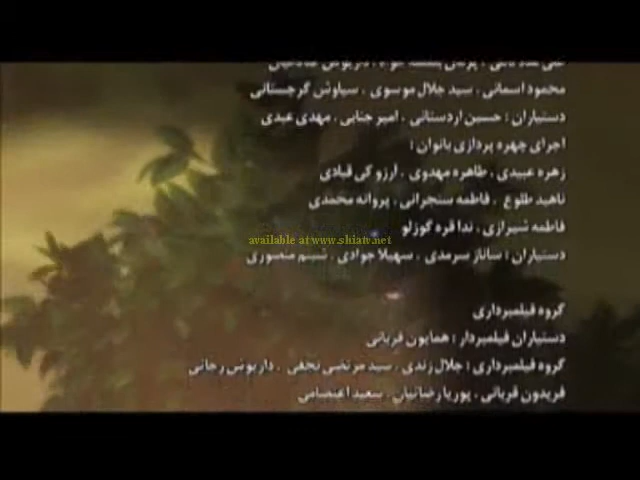 محمود آسمانی . سید جلال موسوی . سیاوش گرجستانی
دستیاران : حسین اردستانی . امیر جنابی . مهدی عبدی
اجرای چهره پردازی بانوان :
زهره عبیدی . طاهره مهدوی . آرزو کی قبادی
ناهید طلوع . فاطمه سنجرانی . پروانه محمدی
فاطمه شیرازی . ندا قره گوزلو
available at www.shiatv.net
دستیاران : ساناز سرمدی . سهیلا جوادی . شبنم منصوری
گروه فیلمبرداری
دستیاران فیلمبردار : همایون قربانی
گروه فیلمبرداری : جلال زندی . سید مرتضی نجفی . داریوش رجائی
فریدون قربانی . پوریا رضائیان . سعید اعتصامی